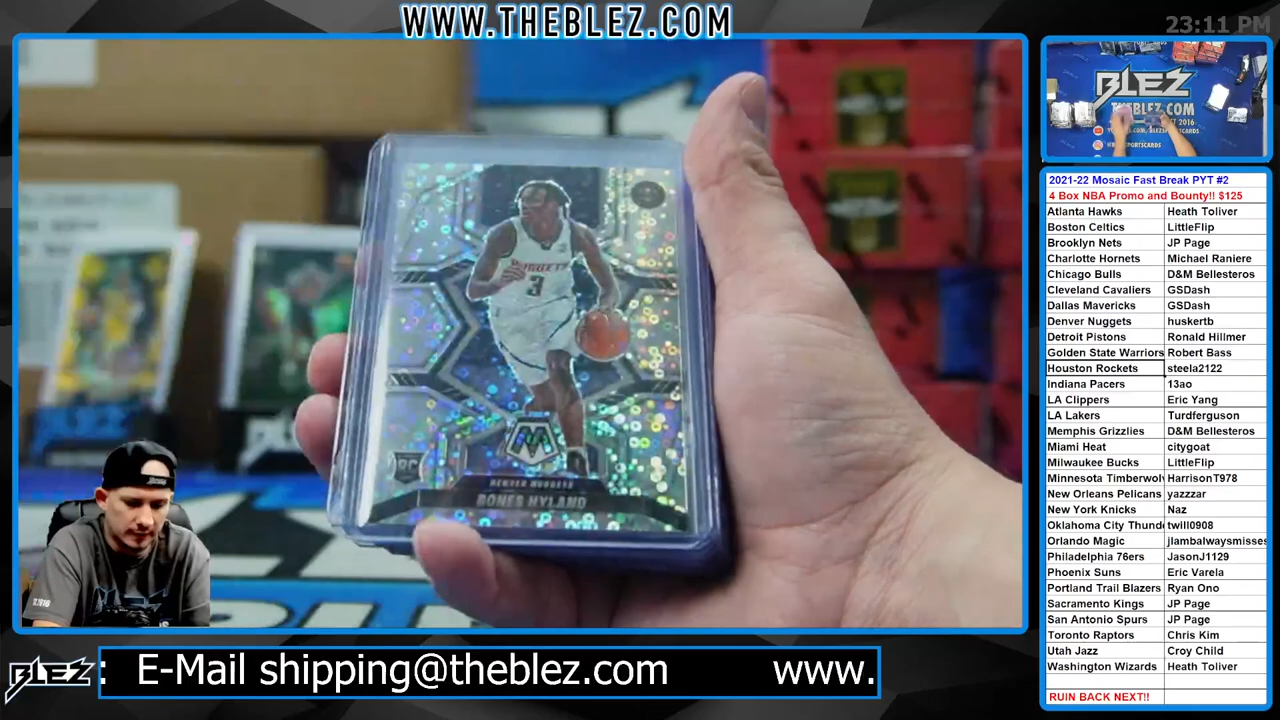 WWW.THEBLEZ.COM
23:11 PM
BLEZ
THEBLEZ.COM
2021-22 Mosaic Fast Break PYT #2
4 Box NBA Promo and Bounty!! $125
Atlanta Hawks Heath Toliver
Boston Celtics LittleFlip
Brooklyn Nets JP Page
Charlotte Hornets Michael Raniere
Chicago Bulls D&M Bellesteros
Cleveland Cavaliers GSDash
Dallas Mavericks GSDash
Denver Nuggets huskertb
Detroit Pistons Ronald Hillmer
Golden State Warriors Robert Bass
Houston Rockets steela2122
Indiana Pacers 13ao
LA Clippers Eric Yang
LA Lakers Turdferguson
Memphis Grizzlies D&M Bellesteros
Miami Heat citygoat
Milwaukee Bucks LittleFlip
Minnesota Timberwolv HarrisonT978
New Orleans Pelicans yazzzar
New York Knicks Naz
Oklahoma City Thunde twill0908
Orlando Magic jlambalwaysmisses
Philadelphia 76ers JasonJ1129
Phoenix Suns Eric Varela
Portland Trail Blazers Ryan Ono
Sacramento Kings JP Page
San Antonio Spurs JP Page
Toronto Raptors Chris Kim
Utah Jazz Croy Child
Washington Wizards Heath Toliver
RUIN BACK NEXT!!
NUGGETS
3
RC
DENVER NUGGETS
BONES HYLAND
BLEZ
: E-Mail shipping@theblez.com www.